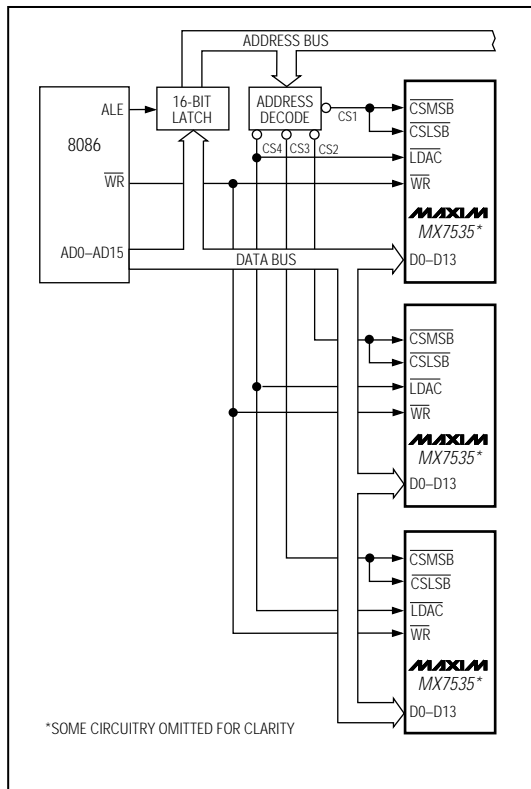 ADDRESS BUS
ALE
16-BIT
LATCH
ADDRESS
DECODE
8086
CS1
CS4
CS3
CS2
WR
AD0–AD15
DATA BUS
CSMSB
CSLSB
LDAC
WR
MAXIM
MX7535*
D0–D13
CSMSB
CSLSB
LDAC
WR
MAXIM
MX7535*
D0–D13
CSMSB
CSLSB
LDAC
WR
MAXIM
MX7535*
D0–D13
*SOME CIRCUITRY OMITTED FOR CLARITY